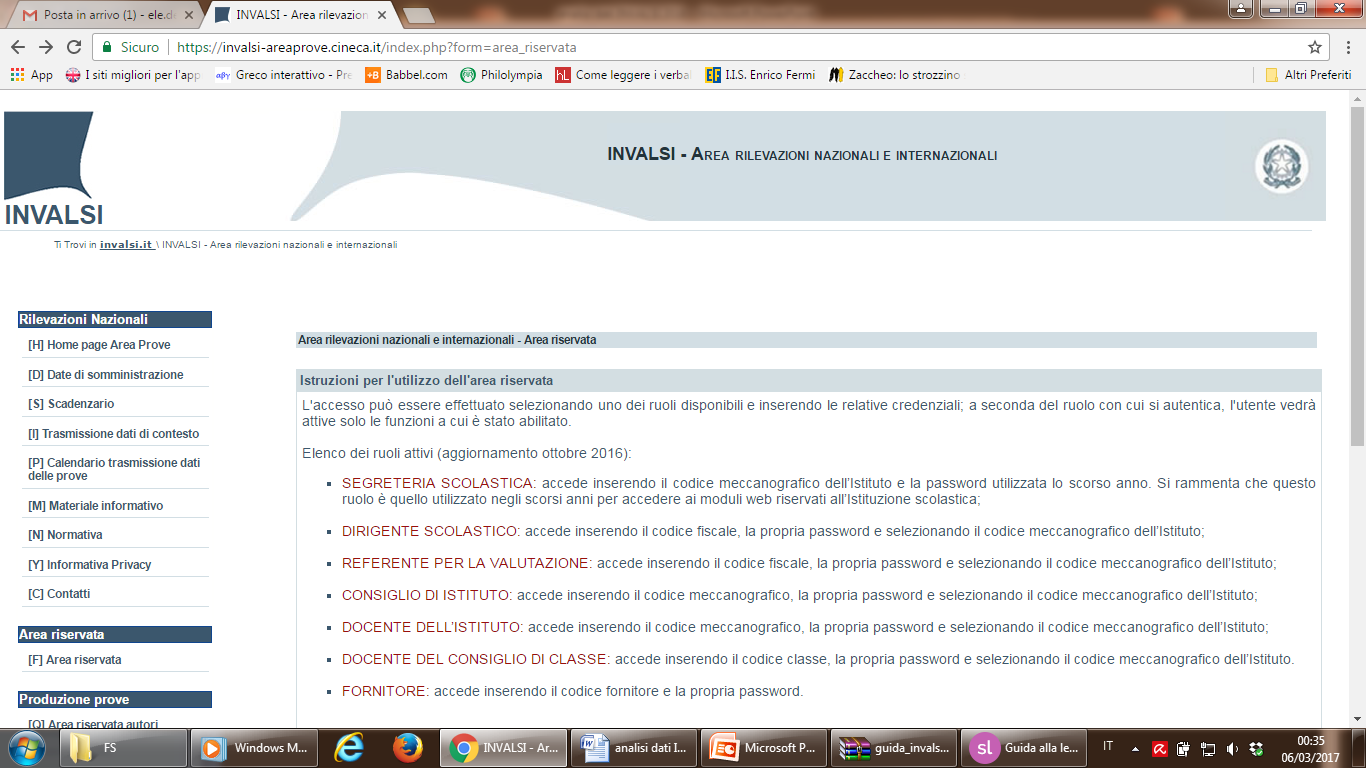 Posta in arrivo (1) - ele.d
INVALSI - Area rilevazion
Sicuro
https://invalsi-areaprove.cineca.it/index.php?form=area_riservata
App
I siti migliori per l'app
Greco interattivo - Pre
Babbel.com
Philolympia
Come leggere i verba
I.I.S. Enrico Fermi
Zaccheo: lo strozzino
Altri Preferiti
INVALSI - AREA RILEVAZIONI NAZIONALI E INTERNAZIONALI
INVALSI
Ti Trovi in invalsi.it \ INVALSI - Area rilevazioni nazionali e internazionali
Rilevazioni Nazionali
[H] Home page Area Prove
[D] Date di somministrazione
[S] Scadenzario
[I] Trasmissione dati di contesto
[P] Calendario trasmissione dati
delle prove
[M] Materiale informativo
[N] Normativa
[Y] Informativa Privacy
[C] Contatti
Area riservata
[F] Area riservata
Produzione prove
[Q] Area riservata autori
Area rilevazioni nazionali e internazionali - Area riservata
Istruzioni per l'utilizzo dell'area riservata
L'accesso può essere effettuato selezionando uno dei ruoli disponibili e inserendo le relative credenziali; a seconda del ruolo con cui si autentica, l'utente vedrà
attive solo le funzioni a cui è stato abilitato.
Elenco dei ruoli attivi (aggiornamento ottobre 2016):
SEGRETERIA SCOLASTICA: accede inserendo il codice meccanografico dell'Istituto e la password utilizzata lo scorso anno. Si rammenta che questo
ruolo è quello utilizzato negli scorsi anni per accedere ai moduli web riservati all'Istituzione scolastica;
DIRIGENTE SCOLASTICO: accede inserendo il codice fiscale, la propria password e selezionando il codice meccanografico dell'Istituto;
REFERENTE PER LA VALUTAZIONE: accede inserendo il codice fiscale, la propria password e selezionando il codice meccanografico dell'Istituto;
CONSIGLIO DI ISTITUTO: accede inserendo il codice meccanografico, la propria password e selezionando il codice meccanografico dell'Istituto;
DOCENTE DELL'ISTITUTO: accede inserendo il codice meccanografico, la propria password e selezionando il codice meccanografico dell'Istituto;
DOCENTE DEL CONSIGLIO DI CLASSE: accede inserendo il codice classe, la propria password e selezionando il codice meccanografico dell'Istituto.
FORNITORE: accede inserendo il codice fornitore e la propria password.
FS
Windows M...
INVALSI - Ar...
analisi dati I...
Microsoft P...
guida_invals...
sl Guida alla le...
IT
00:35
06/03/2017